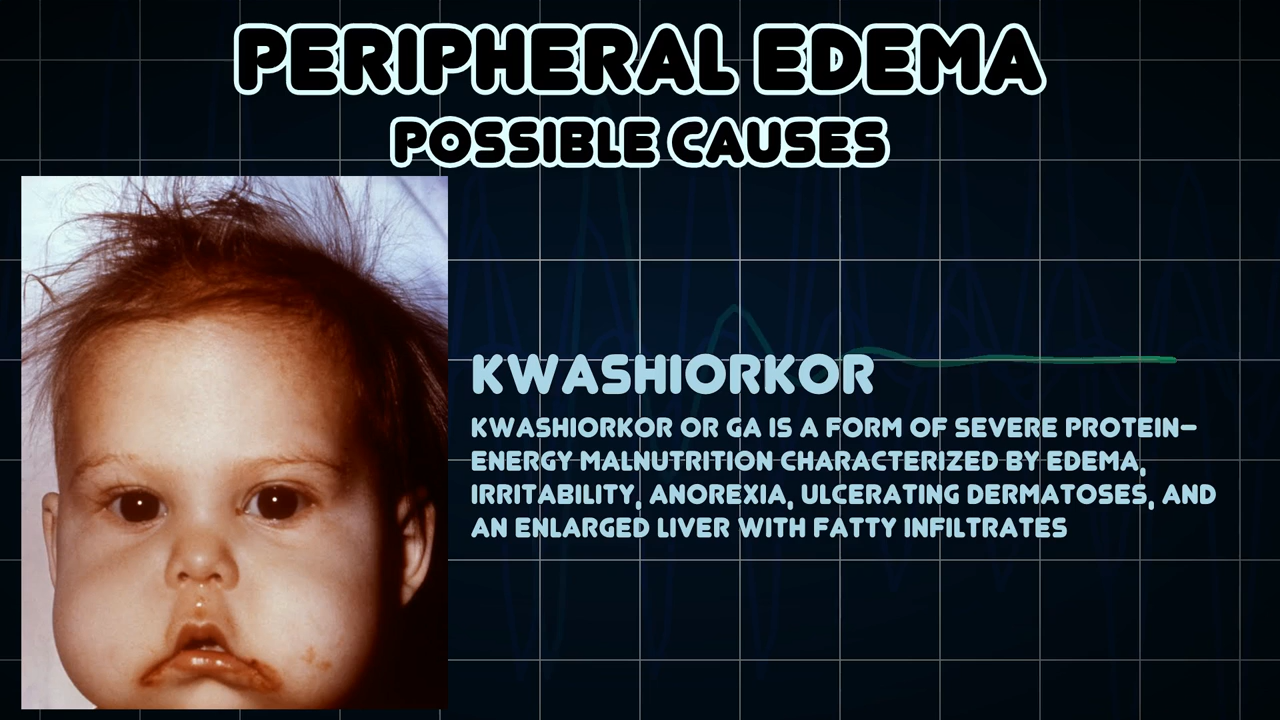 PERIPHERAL EDEMA
POSSIBLE CAUSES
KWASHIORKOR
KWASHIORKOR OR GA IS A FORM OF SEVERE PROTEIN–
ENERGY MALNUTRITION CHARACTERIZED BY EDEMA,
IRRITABILITY, ANOREXIA, ULCERATING DERMATOSES, AND
AN ENLARGED LIVER WITH FATTY INFILTRATES